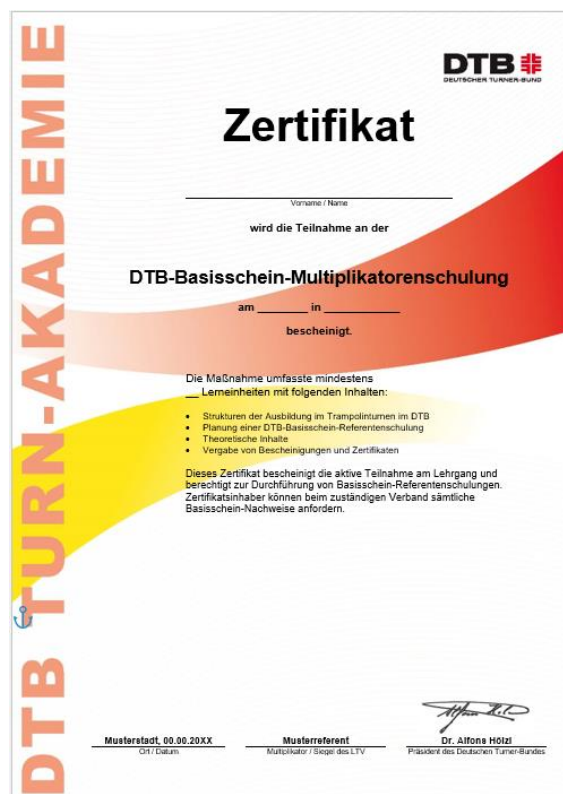 DTB TURN-AKADEMIE
DTB
DEUTSCHER TURNER-BUND
Zertifikat
Vorname / Name
wird die Teilnahme an der
DTB-Basisschein-Multiplikatorenschulung
am ________ in ____________
bescheinigt.
Die Maßnahme umfasste mindestens
__ Lerneinheiten mit folgenden Inhalten:
• Strukturen der Ausbildung im Trampolinturnen im DTB
• Planung einer DTB-Basisschein-Referentenschulung
• Theoretische Inhalte
• Vergabe von Bescheinigungen und Zertifikaten
Dieses Zertifikat bescheinigt die aktive Teilnahme am Lehrgang und
berechtigt zur Durchführung von Basisschein-Referentenschulungen.
Zertifikatsinhaber können beim zuständigen Verband sämtliche
Basisschein-Nachweise anfordern.
Musterstadt, 00.00.20XX
Ort / Datum
Musterreferent
Multiplikator / Siegel des LTV
Dr. Alfons Hölzl
Präsident des Deutschen Turner-Bundes